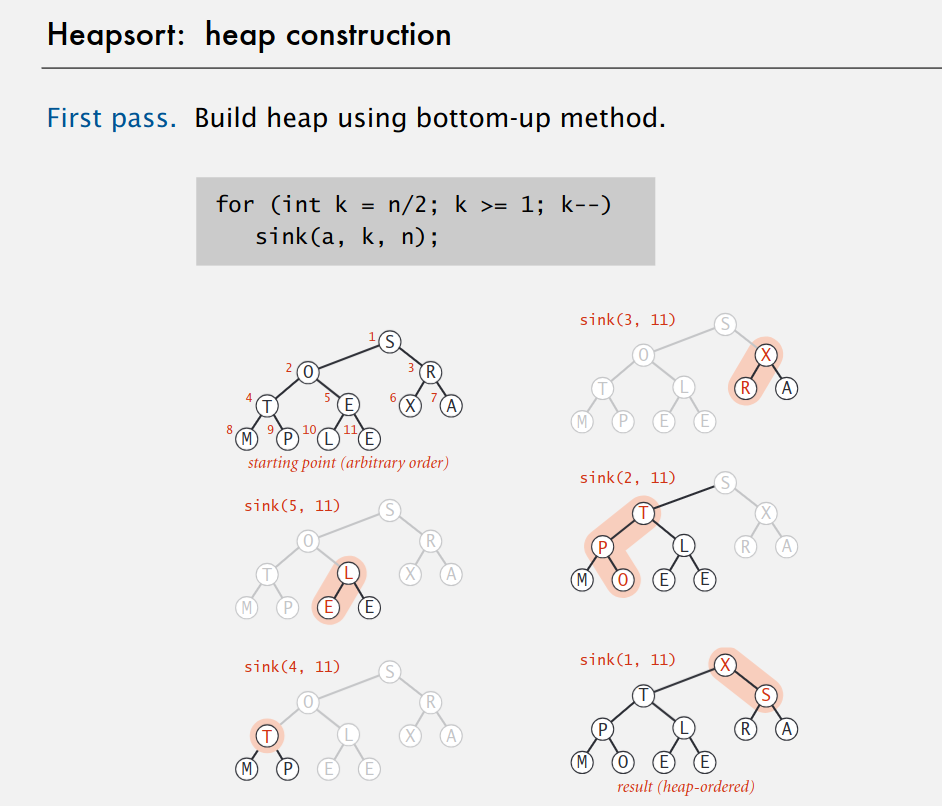 Heapsort: heap construction
First pass. Build heap using bottom-up method.
for (int k = n/2; k >= 1; k--)
sink(a, k, n);
1 S
2 O 3 R
4 T 5 E 6 X 7 A
8 M 9 P 10 L 11 E
starting point (arbitrary order)
sink(5, 11)
S
O R
T L X A
M P E E
sink(4, 11)
S
O R
T L X A
M P E E
sink(3, 11)
S
O X
T L R A
M P E E
sink(2, 11)
S
T X
P L R A
M O E E
sink(1, 11)
X
T S
P L R A
M O E E
result (heap-ordered)